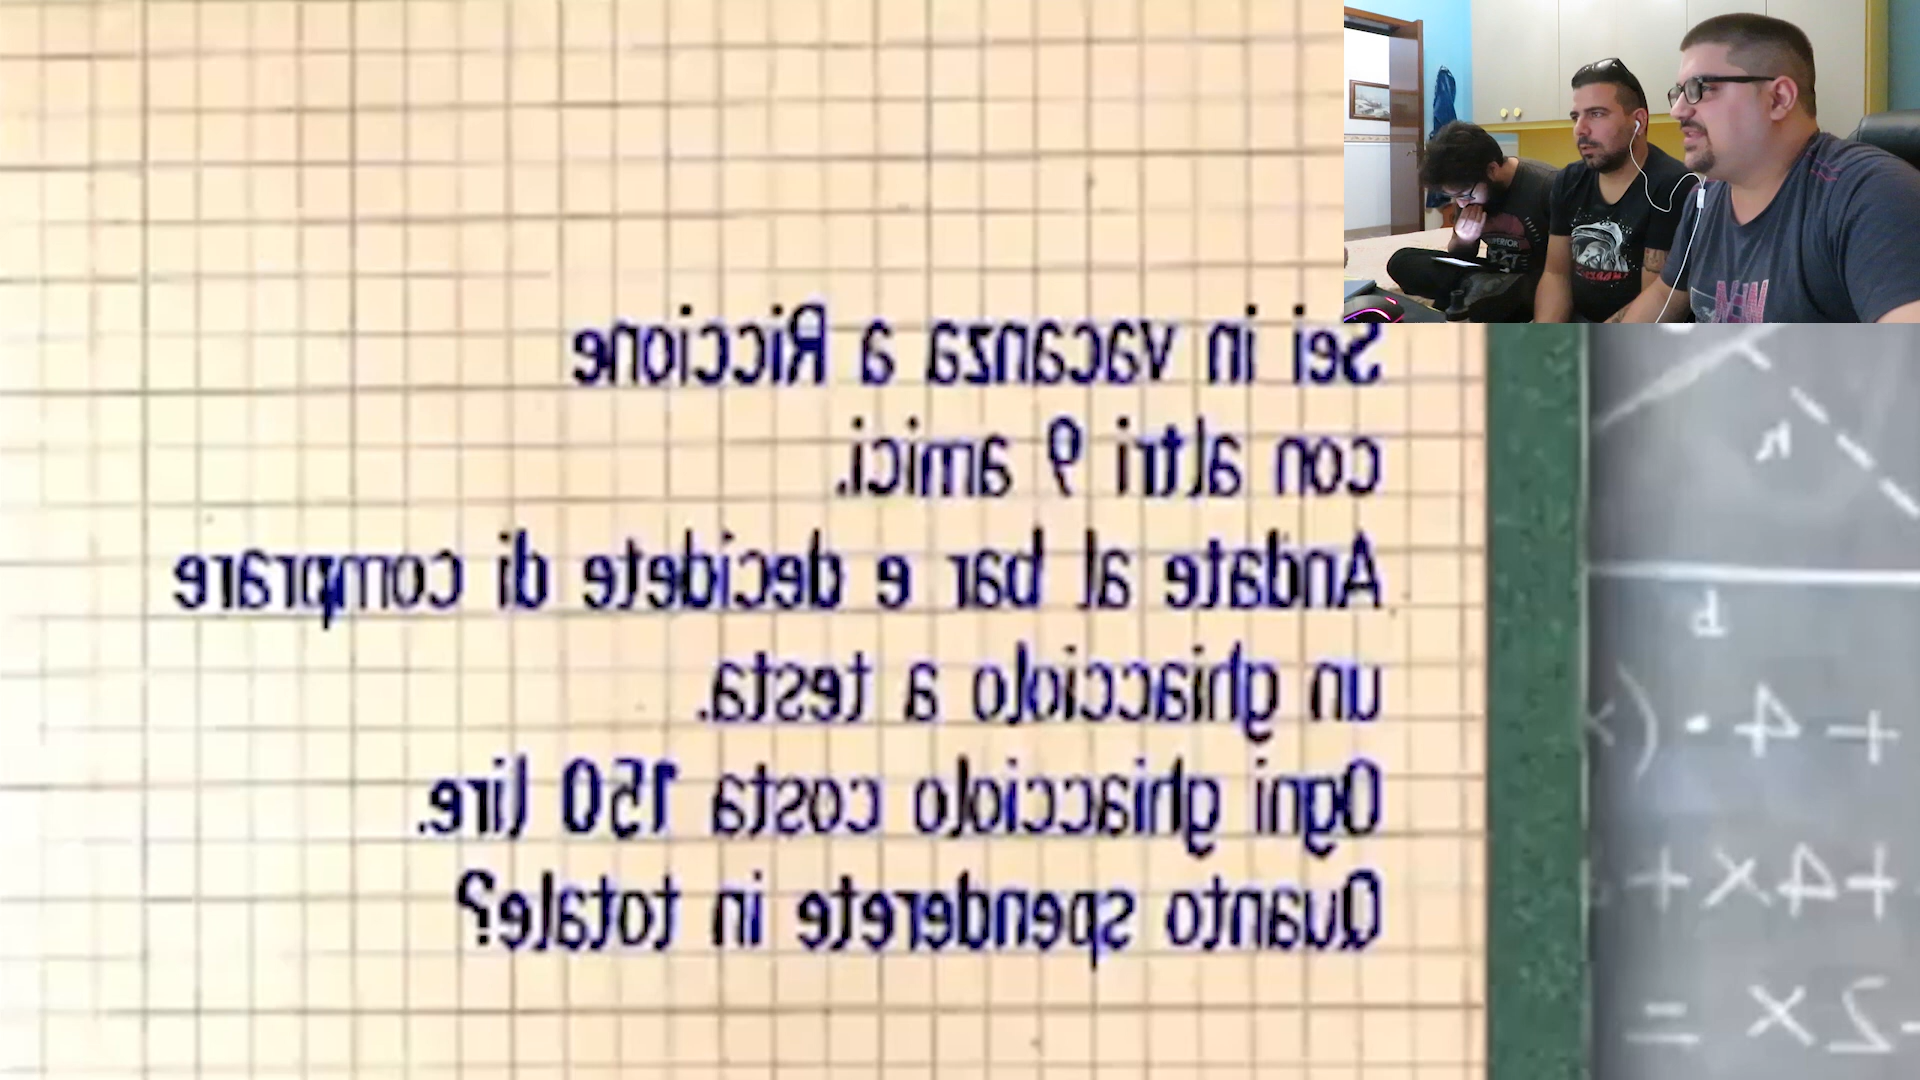 Sei in vacanza a Riccione
con altri 9 amici.
Andate al bar e decidete di comprare
un ghiacciolo a testa.
Ogni ghiacciolo costa 150 lire.
Quanto spenderete in totale?